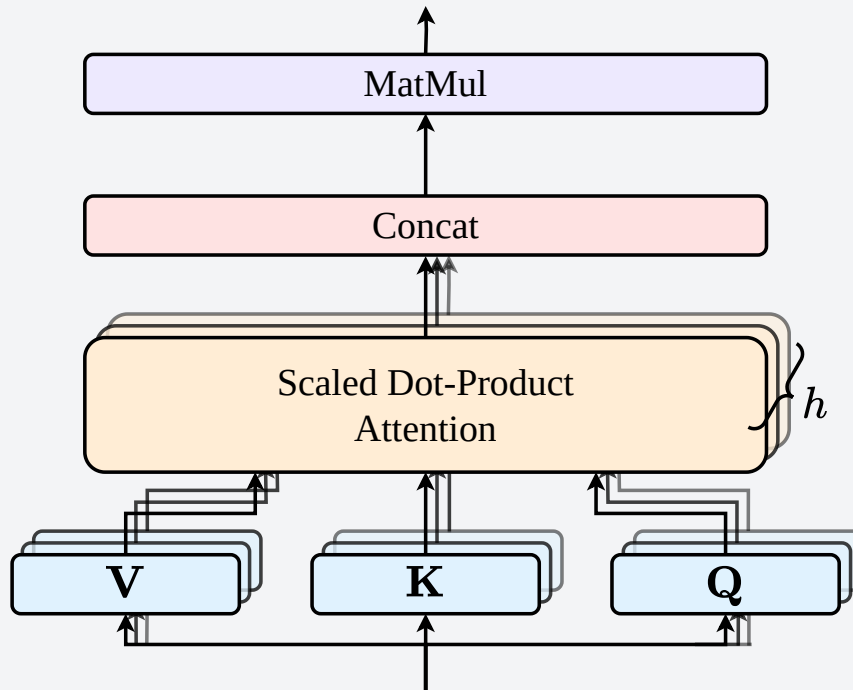 MatMul
Concat
Scaled Dot-Product
Attention
h
V
K
Q